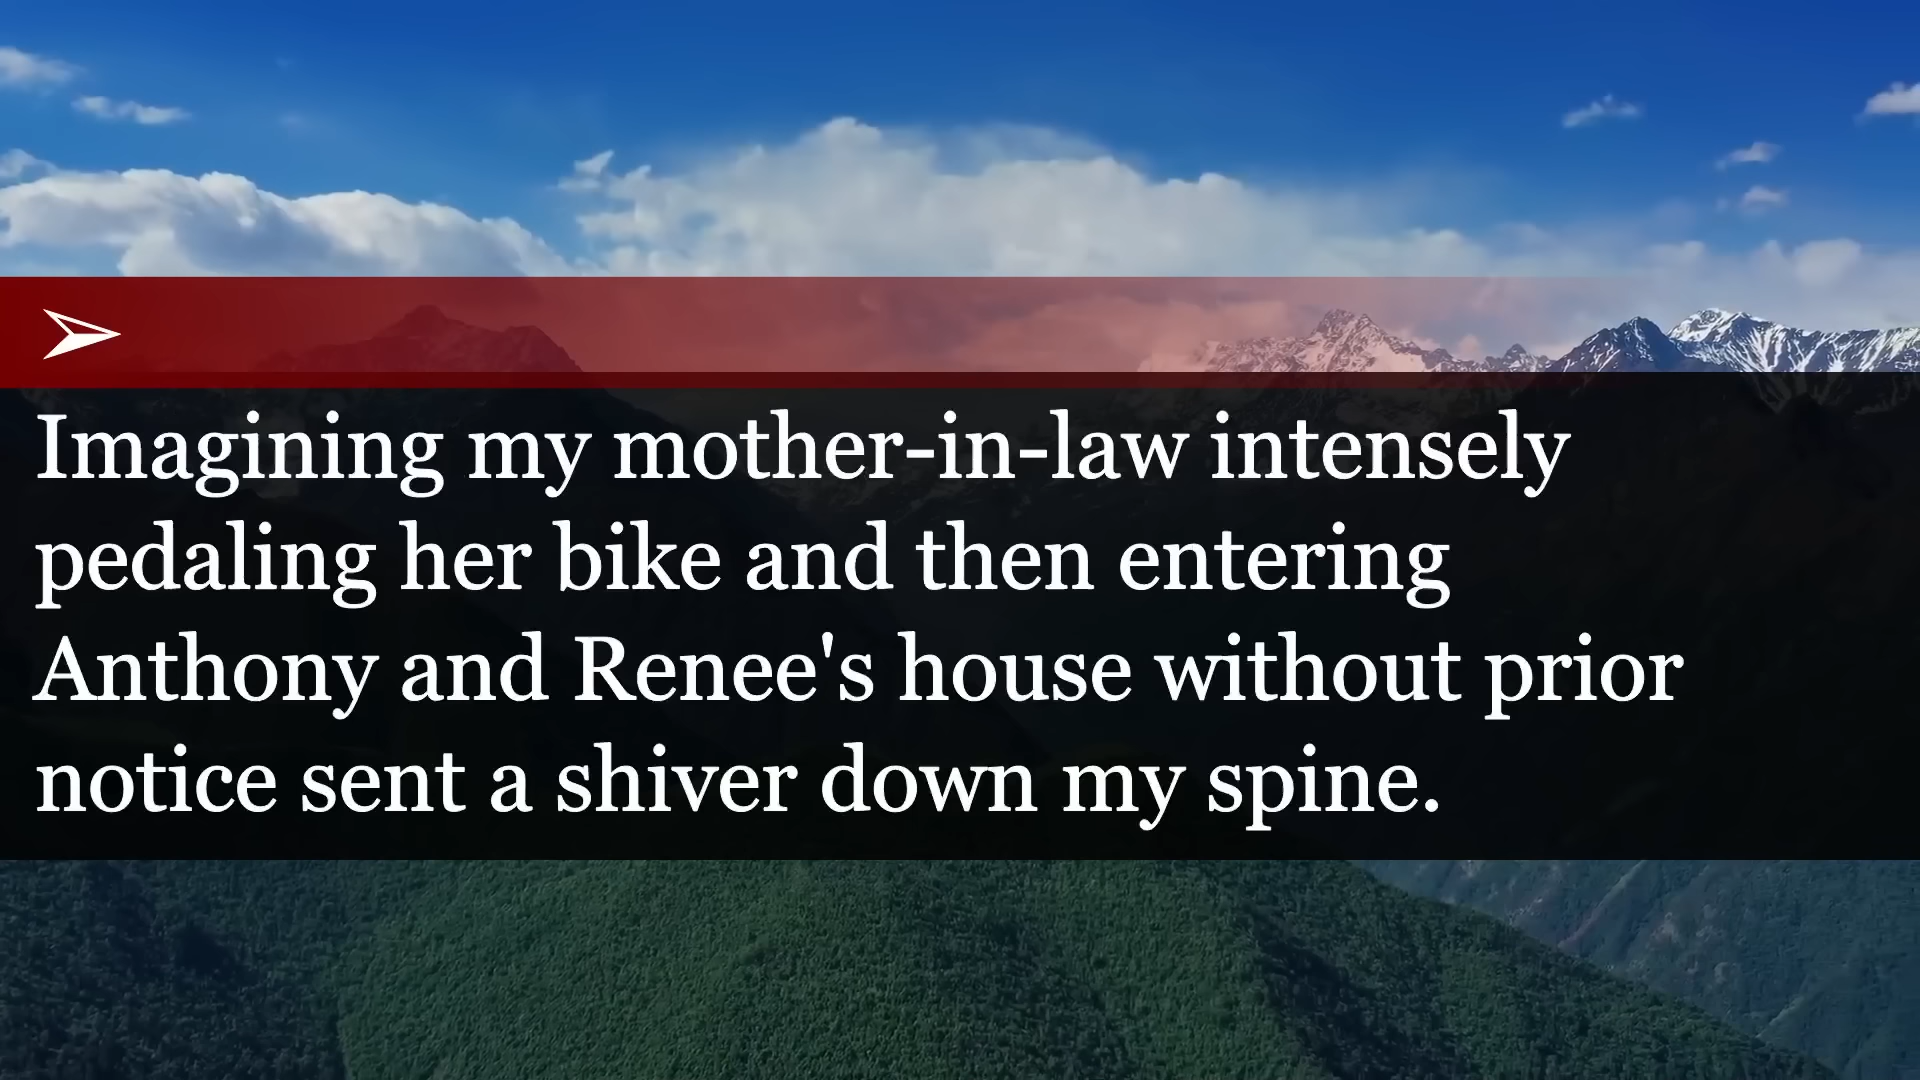 Imagining my mother-in-law intensely
pedaling her bike and then entering
Anthony and Renee's house without prior
notice sent a shiver down my spine.